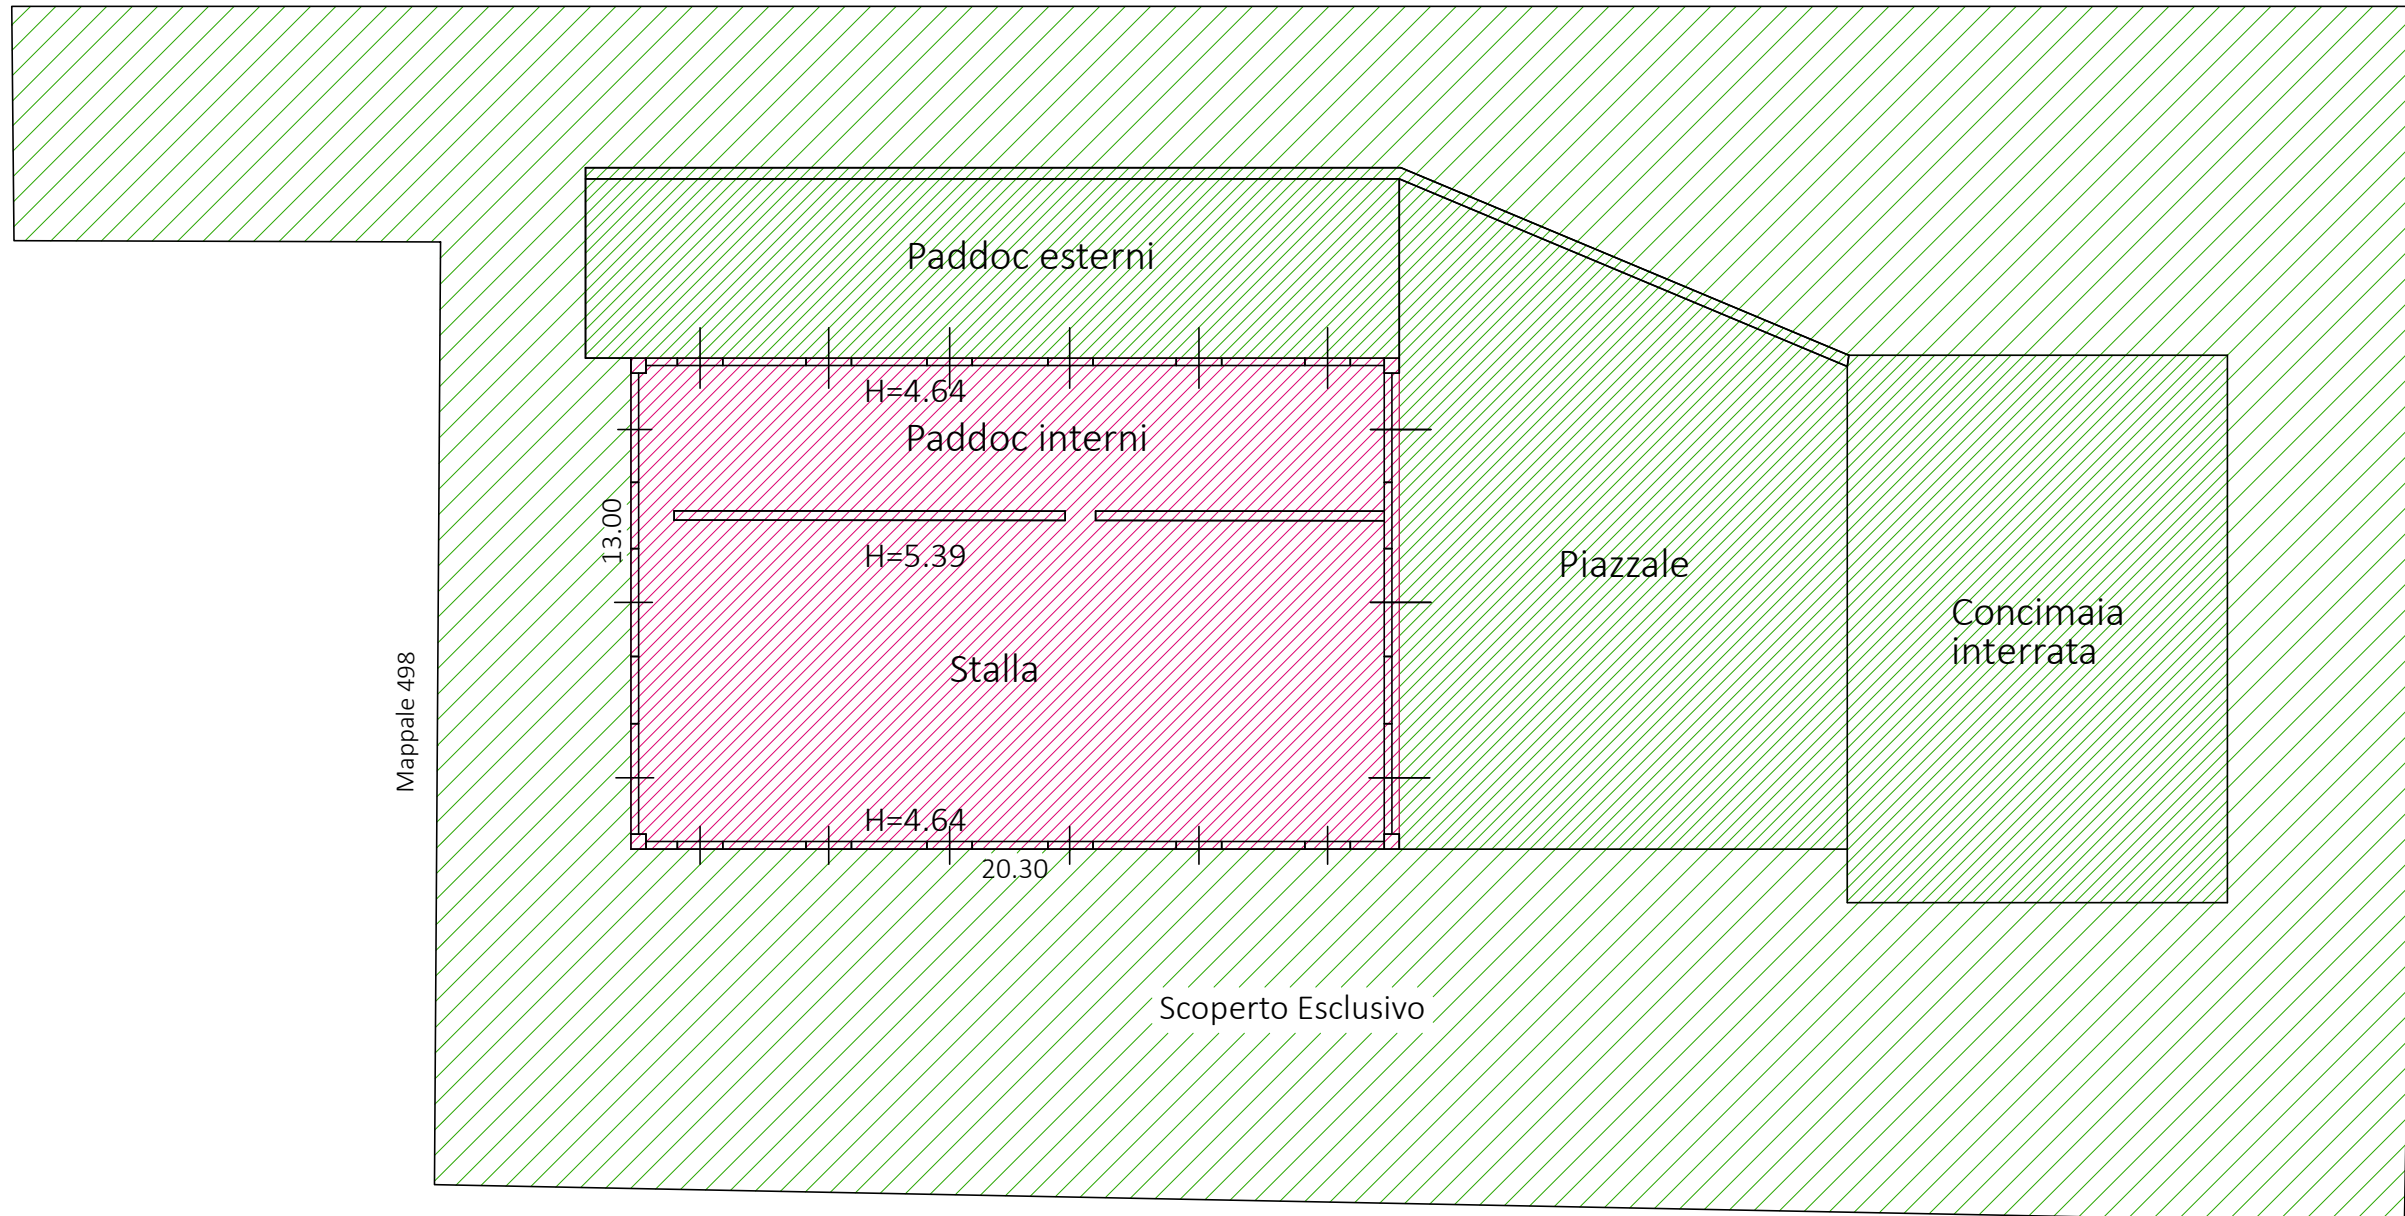 Paddoc esterni
H=4.64
Paddoc interni
13.00
H=5.39
Piazzale
Concimaia
interrata
Stalla
Mappale 498
H=4.64
20.30
Scoperto Esclusivo